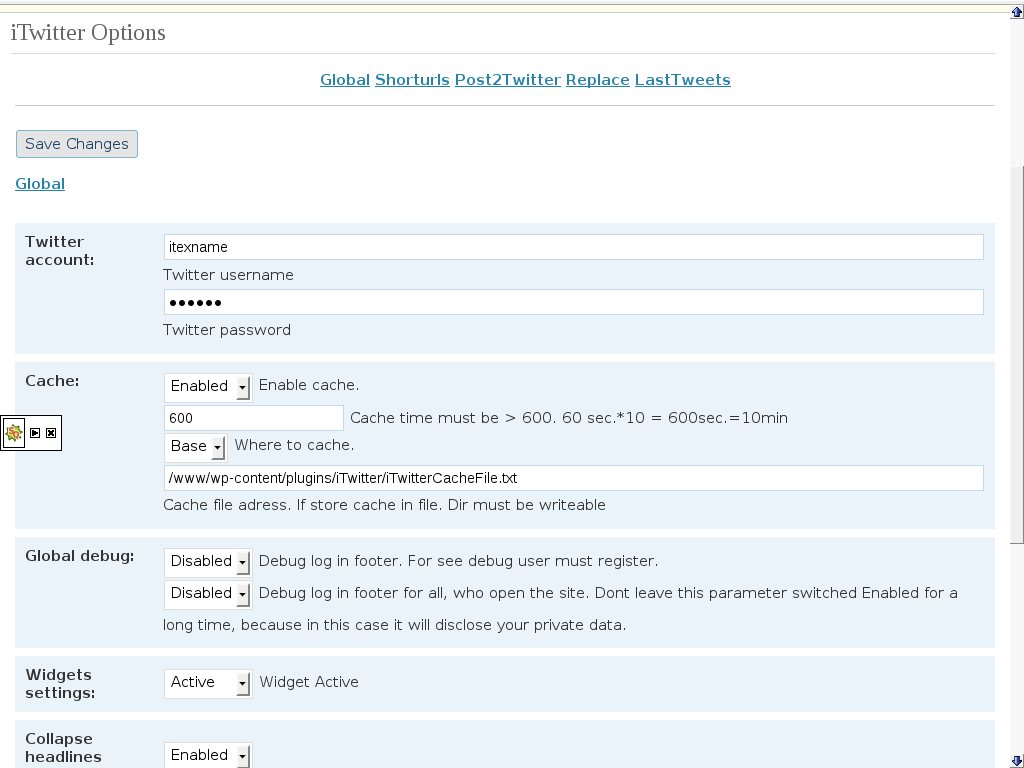 iTwitter Options
Global Shorturls Post2Twitter Replace LastTweets
Save Changes
Global
Twitter account:
itexname
Twitter username
••••••
Twitter password
Cache:
Enabled Enable cache.
600 Cache time must be > 600. 60 sec.*10 = 600sec.=10min
Base Where to cache.
/www/wp-content/plugins/iTwitter/iTwitterCacheFile.txt
Cache file adress. If store cache in file. Dir must be writeable
Global debug:
Disabled Debug log in footer. For see debug user must register.
Disabled Debug log in footer for all, who open the site. Dont leave this parameter switched Enabled for a
long time, because in this case it will disclose your private data.
Widgets settings:
Active Widget Active
Collapse headlines
Enabled